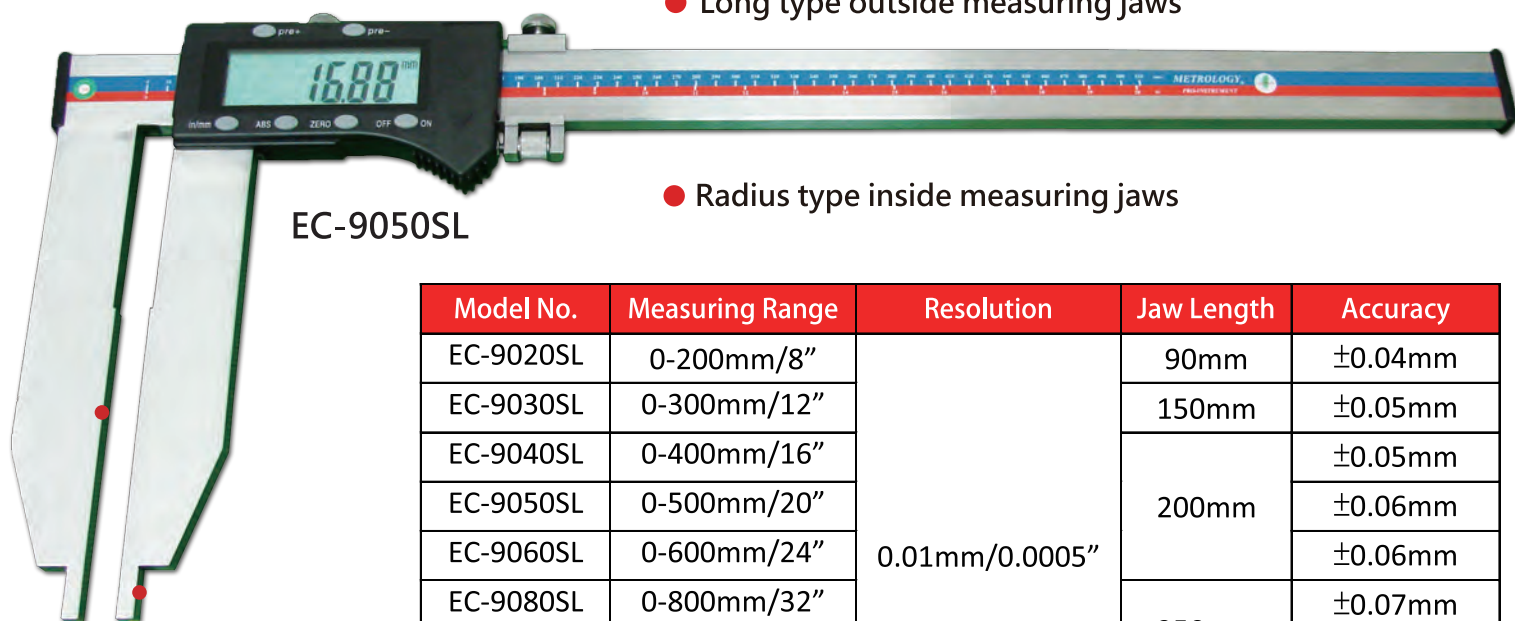 Long type outside measuring jaws
pre+ pre-
16.88 mm
METROLOGY®
PRO-INSTRUMENT
in/mm ABS ZERO OFF ON
Radius type inside measuring jaws
EC-9050SL
Model No. Measuring Range Resolution Jaw Length Accuracy
EC-9020SL 0-200mm/8” 90mm ±0.04mm
EC-9030SL 0-300mm/12” 150mm ±0.05mm
EC-9040SL 0-400mm/16” ±0.05mm
EC-9050SL 0-500mm/20” 200mm ±0.06mm
EC-9060SL 0-600mm/24” 0.01mm/0.0005” ±0.06mm
EC-9080SL 0-800mm/32” ±0.07mm